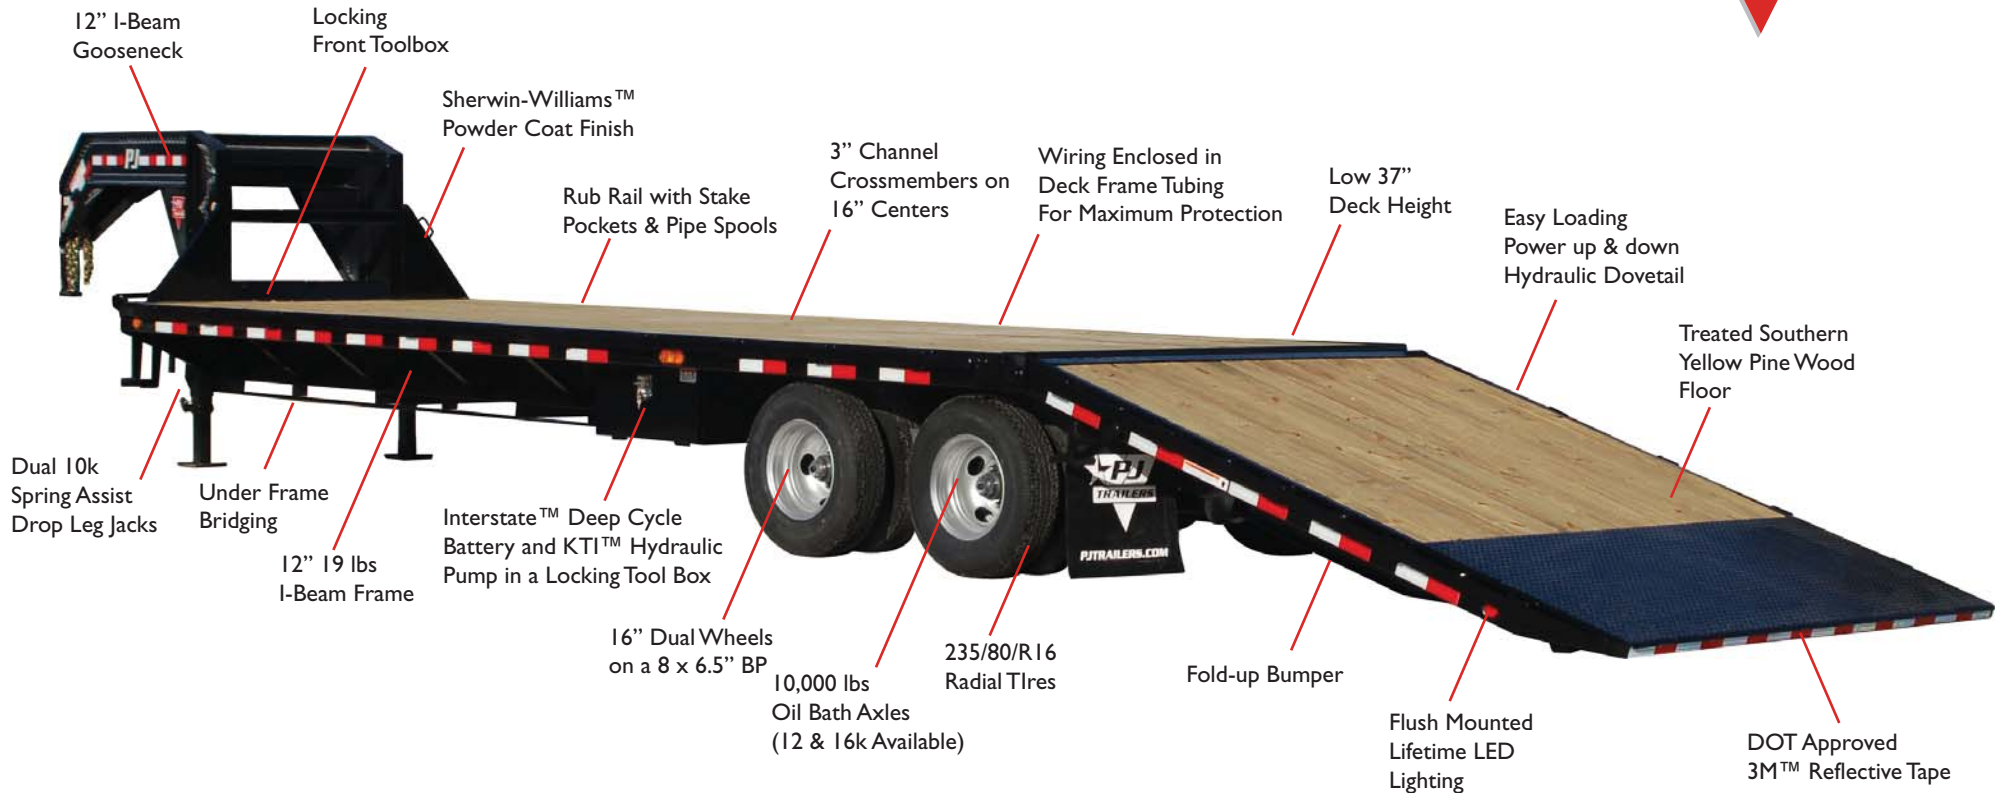 12” I-Beam
Gooseneck
Locking
Front Toolbox
Sherwin-Williams™
Powder Coat Finish
Rub Rail with Stake
Pockets & Pipe Spools
3” Channel
Crossmembers on
16” Centers
Wiring Enclosed in
Deck Frame Tubing
For Maximum Protection
Low 37”
Deck Height
Easy Loading
Power up & down
Hydraulic Dovetail
Treated Southern
Yellow Pine Wood
Floor
PJ
Dual 10k
Spring Assist
Drop Leg Jacks
Under Frame
Bridging
12” 19 lbs
I-Beam Frame
Interstate™ Deep Cycle
Battery and KTI™ Hydraulic
Pump in a Locking Tool Box
16” Dual Wheels
on a 8 x 6.5” BP
10,000 lbs
Oil Bath Axles
(12 & 16k Available)
235/80/R16
Radial TIres
PJ
TRAILERS
PJTRAILERS.COM
Fold-up Bumper
Flush Mounted
Lifetime LED
Lighting
DOT Approved
3M™ Reflective Tape